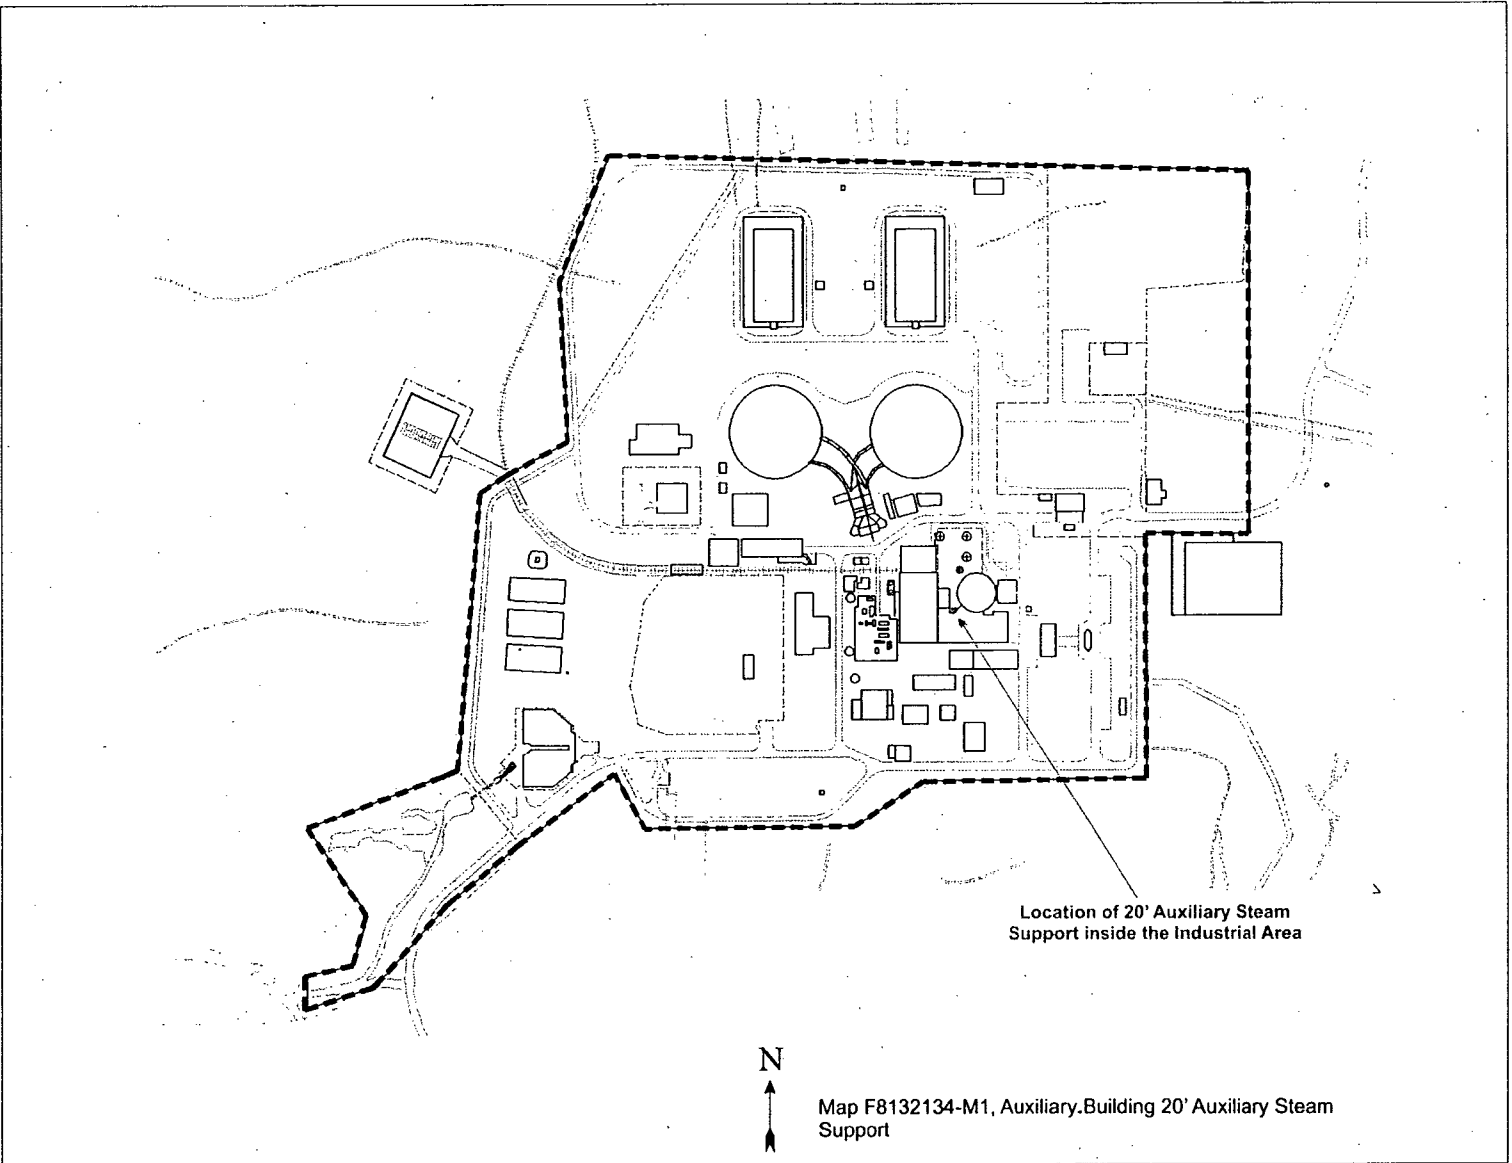 Location of 20' Auxiliary Steam
Support inside the Industrial Area
N
Map F8132134-M1, Auxiliary.Building 20' Auxiliary Steam
Support